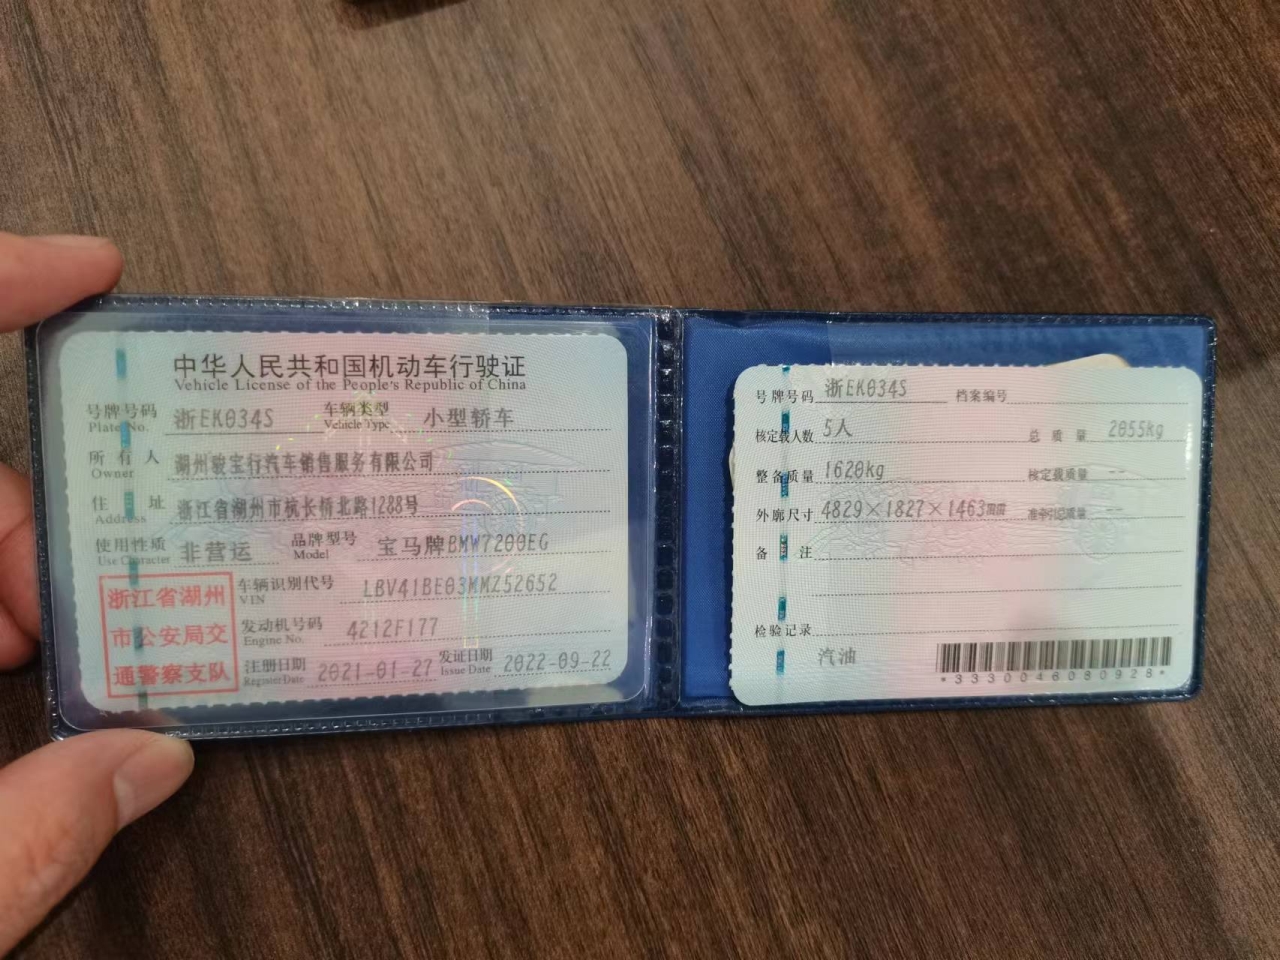 中华人民共和国机动车行驶证
Vehicle License of the People's Republic of China
号牌号码 浙EK034S 车辆类型 小型轿车
Plate No. Vehicle Type
所有人 湖州骏宝行汽车销售服务有限公司
Owner
住址 浙江省湖州市杭长桥北路1288号
Address
使用性质 非营运 品牌型号 宝马牌BMW7200EG
Use Character Model
浙江省湖州
市公安局交
通警察支队
车辆识别代号 LBV41BE03MMZ52652
VIN
发动机号码 4212F177
Engine No.
注册日期 2021-01-27 发证日期 2022-09-22
Register Date Issue Date
号牌号码 浙EK034S 档案编号
核定载人数 5人 总质量 2055kg
整备质量 1620kg 核定载质量 --
外廓尺寸 4829×1827×1463mm 准牵引总质量 --
备注
检验记录
汽油
*3330046080928*